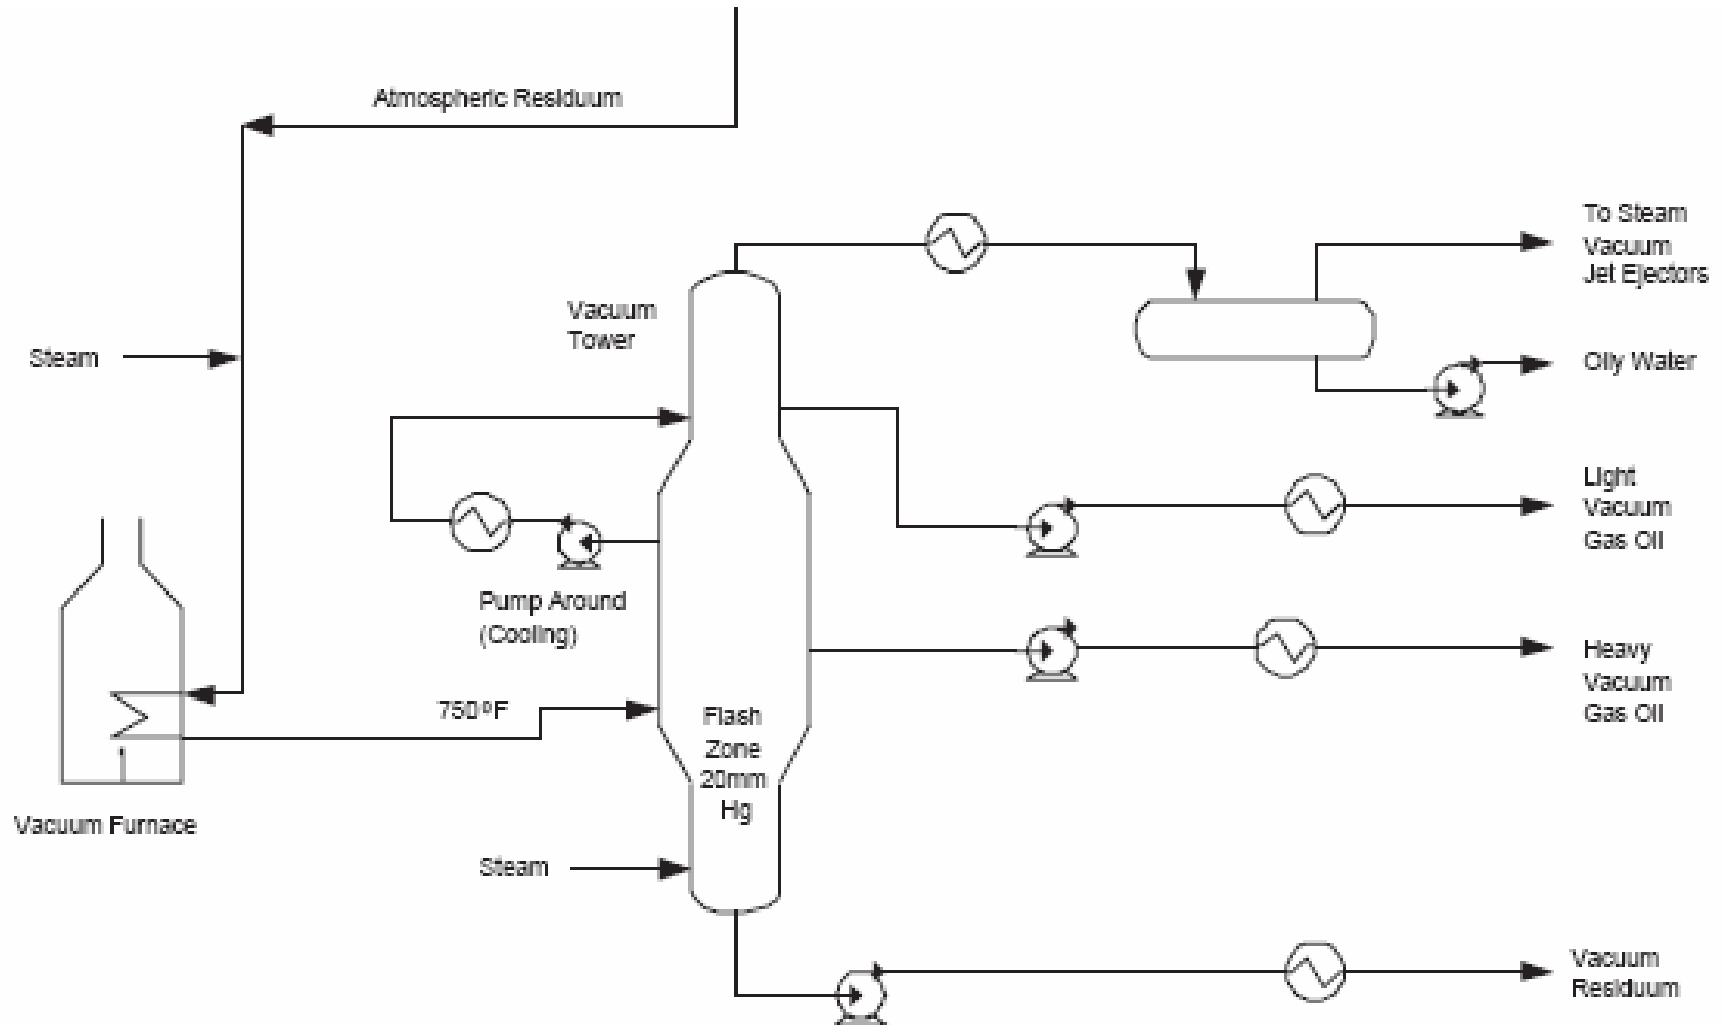 Atmospheric Residuum
To Steam
Vacuum
Jet Ejectors
Vacuum
Tower
Steam
Oily Water
Light
Vacuum
Gas Oil
Pump Around
(Cooling)
Heavy
Vacuum
Gas Oil
750ºF
Flash
Zone
20mm
Hg
Vacuum Furnace
Steam
Vacuum
Residuum